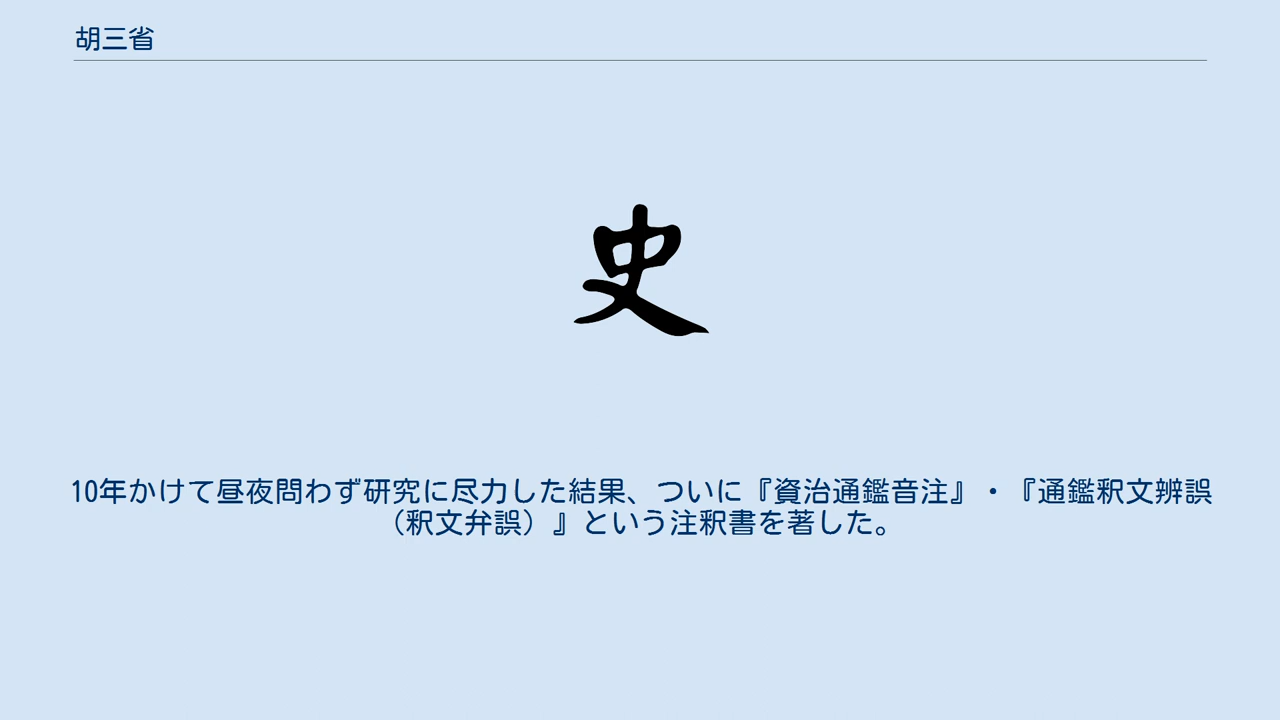 胡三省
史
10年かけて昼夜問わず研究に尽力した結果、ついに『資治通鑑音注』・『通鑑釈文辨誤
（釈文弁誤）』という注釈書を著した。